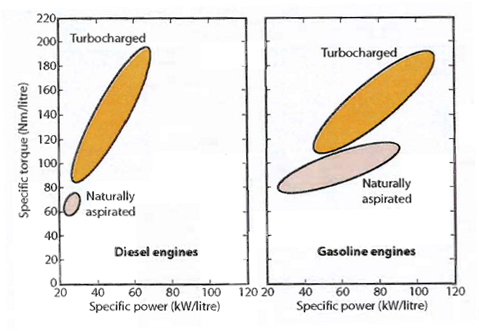 220
200
180
160
140
120
100
80
60
40
20
0
Specific torque (Nm/litre)
Turbocharged
Naturally
aspirated
Diesel engines
20 40 60 80 100 120
Specific power (kW/litre)
Turbocharged
Naturally
aspirated
Gasoline engines
20 40 60 80 100 120
Specific power (kW/litre)